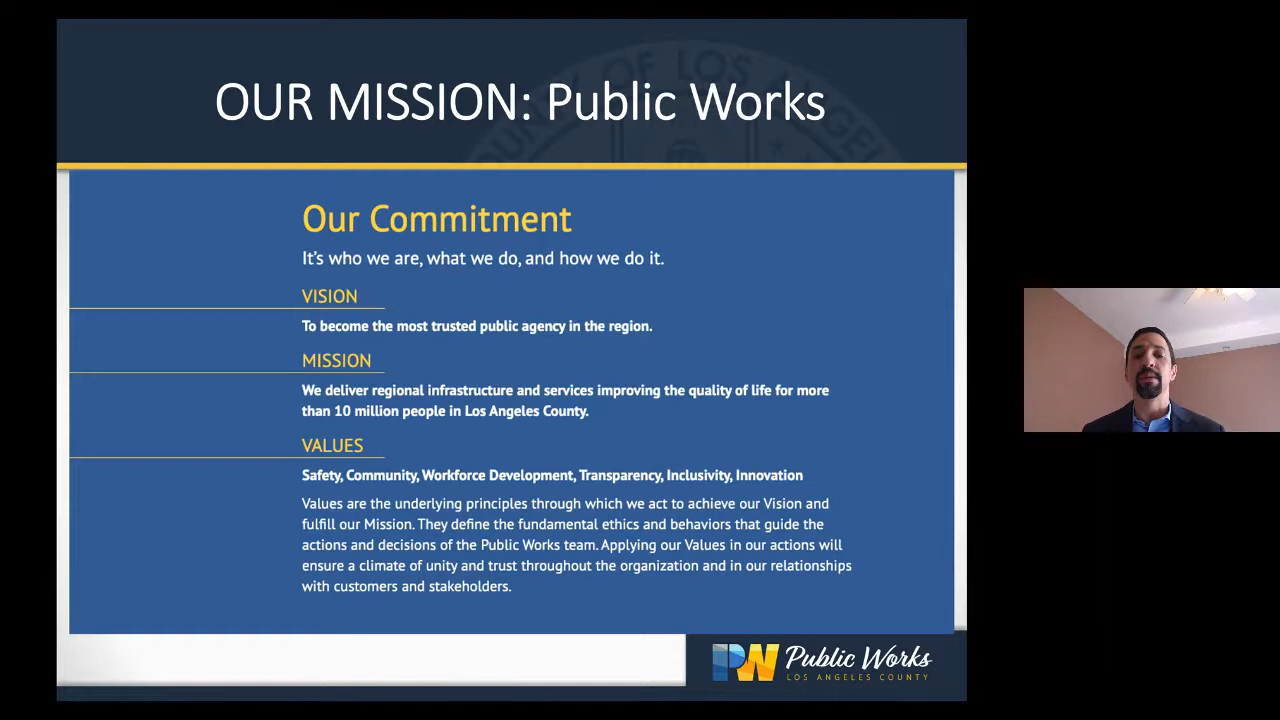 OUR MISSION: Public Works
Our Commitment
It's who we are, what we do, and how we do it.
VISION
To become the most trusted public agency in the region.
MISSION
We deliver regional infrastructure and services improving the quality of life for more
than 10 million people in Los Angeles County.
VALUES
Safety, Community, Workforce Development, Transparency, Inclusivity, Innovation
Values are the underlying principles through which we act to achieve our Vision and
fulfill our Mission. They define the fundamental ethics and behaviors that guide the
actions and decisions of the Public Works team. Applying our Values in our actions will
ensure a climate of unity and trust throughout the organization and in our relationships
with customers and stakeholders.
PW Public Works
LOS ANGELES COUNTY